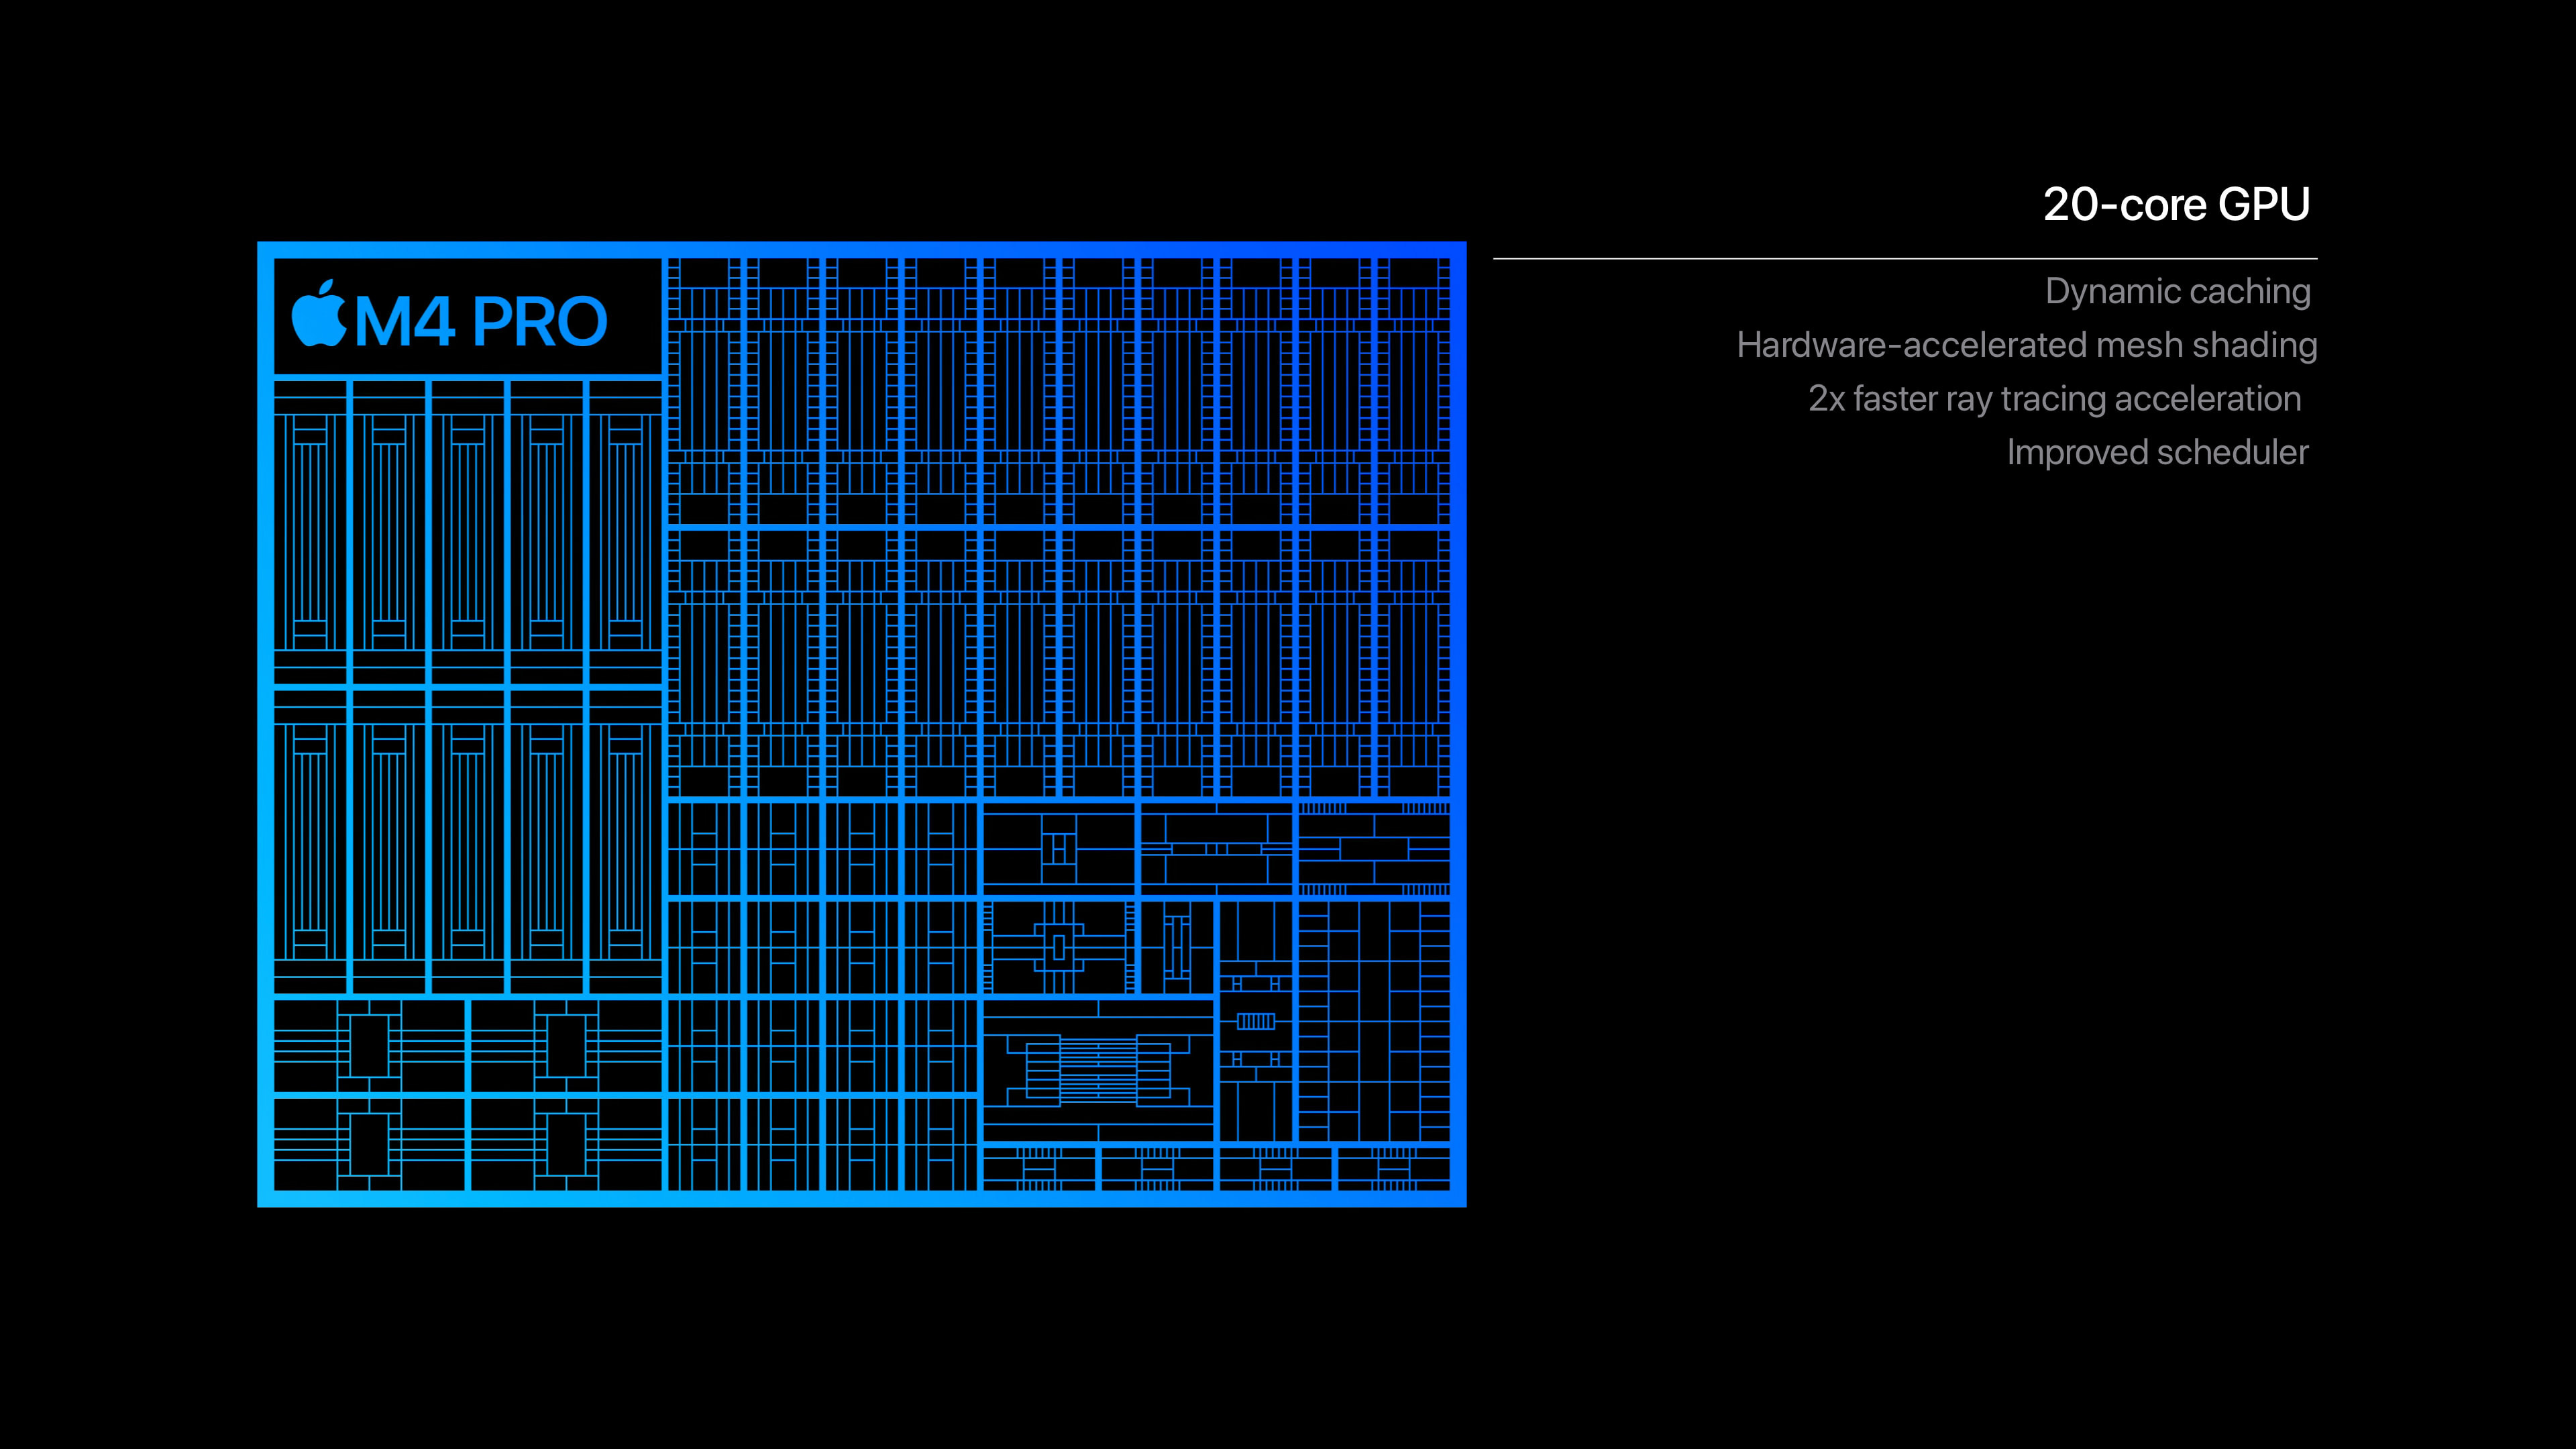 M4 PRO
20-core GPU
Dynamic caching
Hardware-accelerated mesh shading
2x faster ray tracing acceleration
Improved scheduler